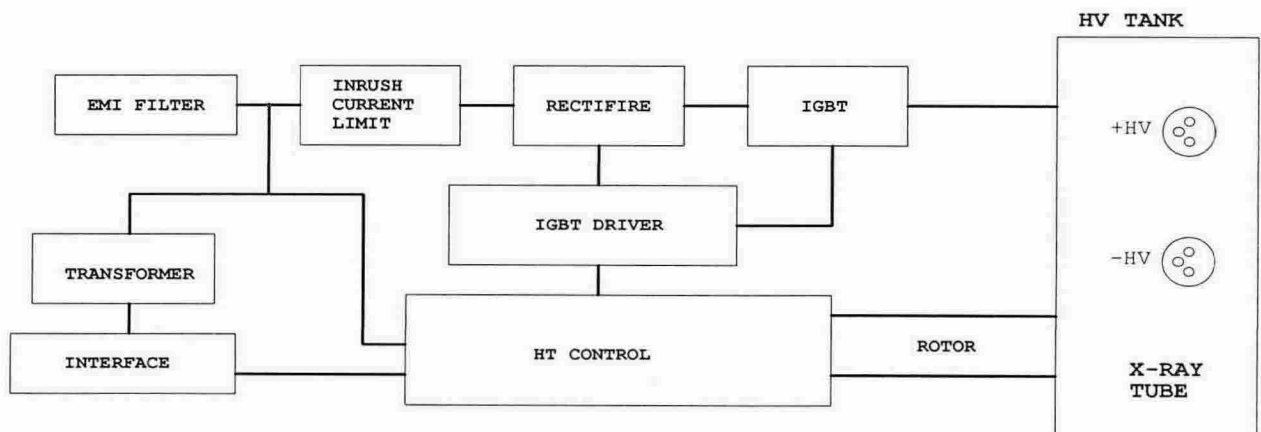 HV TANK
EMI FILTER
INRUSH
CURRENT
LIMIT
RECTIFIRE
IGBT
+HV
IGBT DRIVER
-HV
TRANSFORMER
INTERFACE
HT CONTROL
ROTOR
X-RAY
TUBE